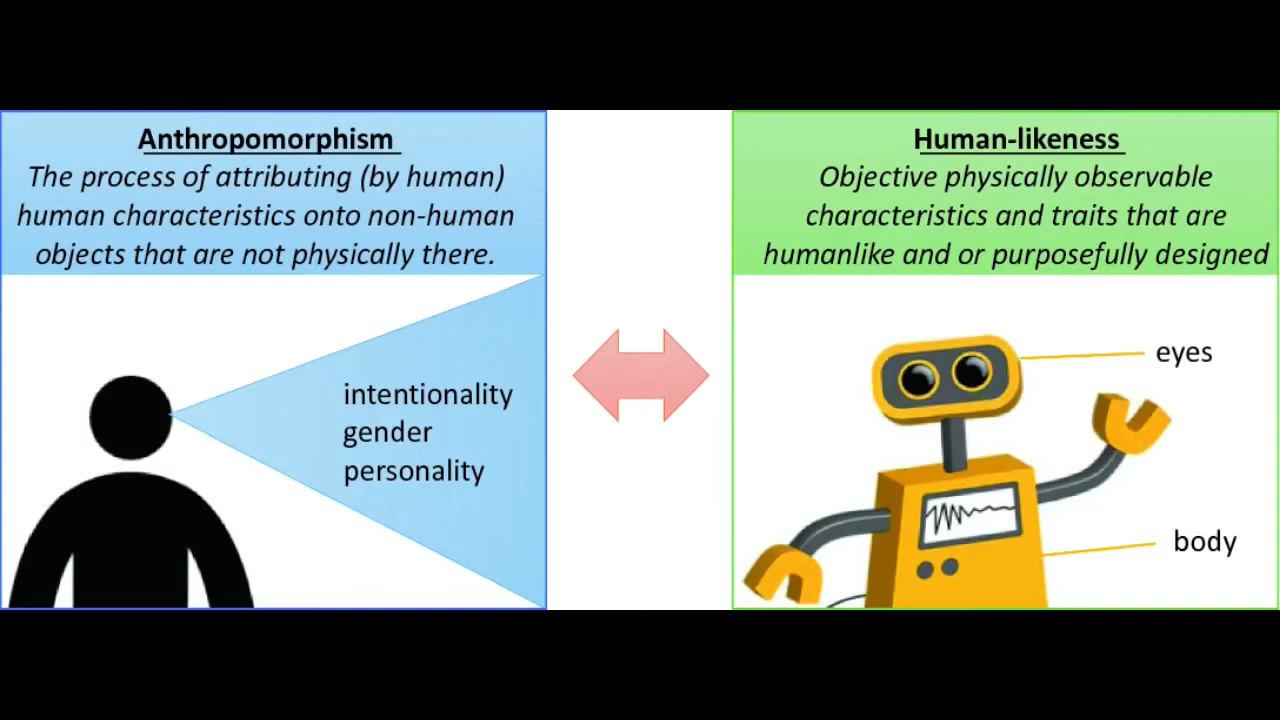 Anthropomorphism
The process of attributing (by human)
human characteristics onto non-human
objects that are not physically there.
intentionality
gender
personality
Human-likeness
Objective physically observable
characteristics and traits that are
humanlike and or purposefully designed
eyes
body